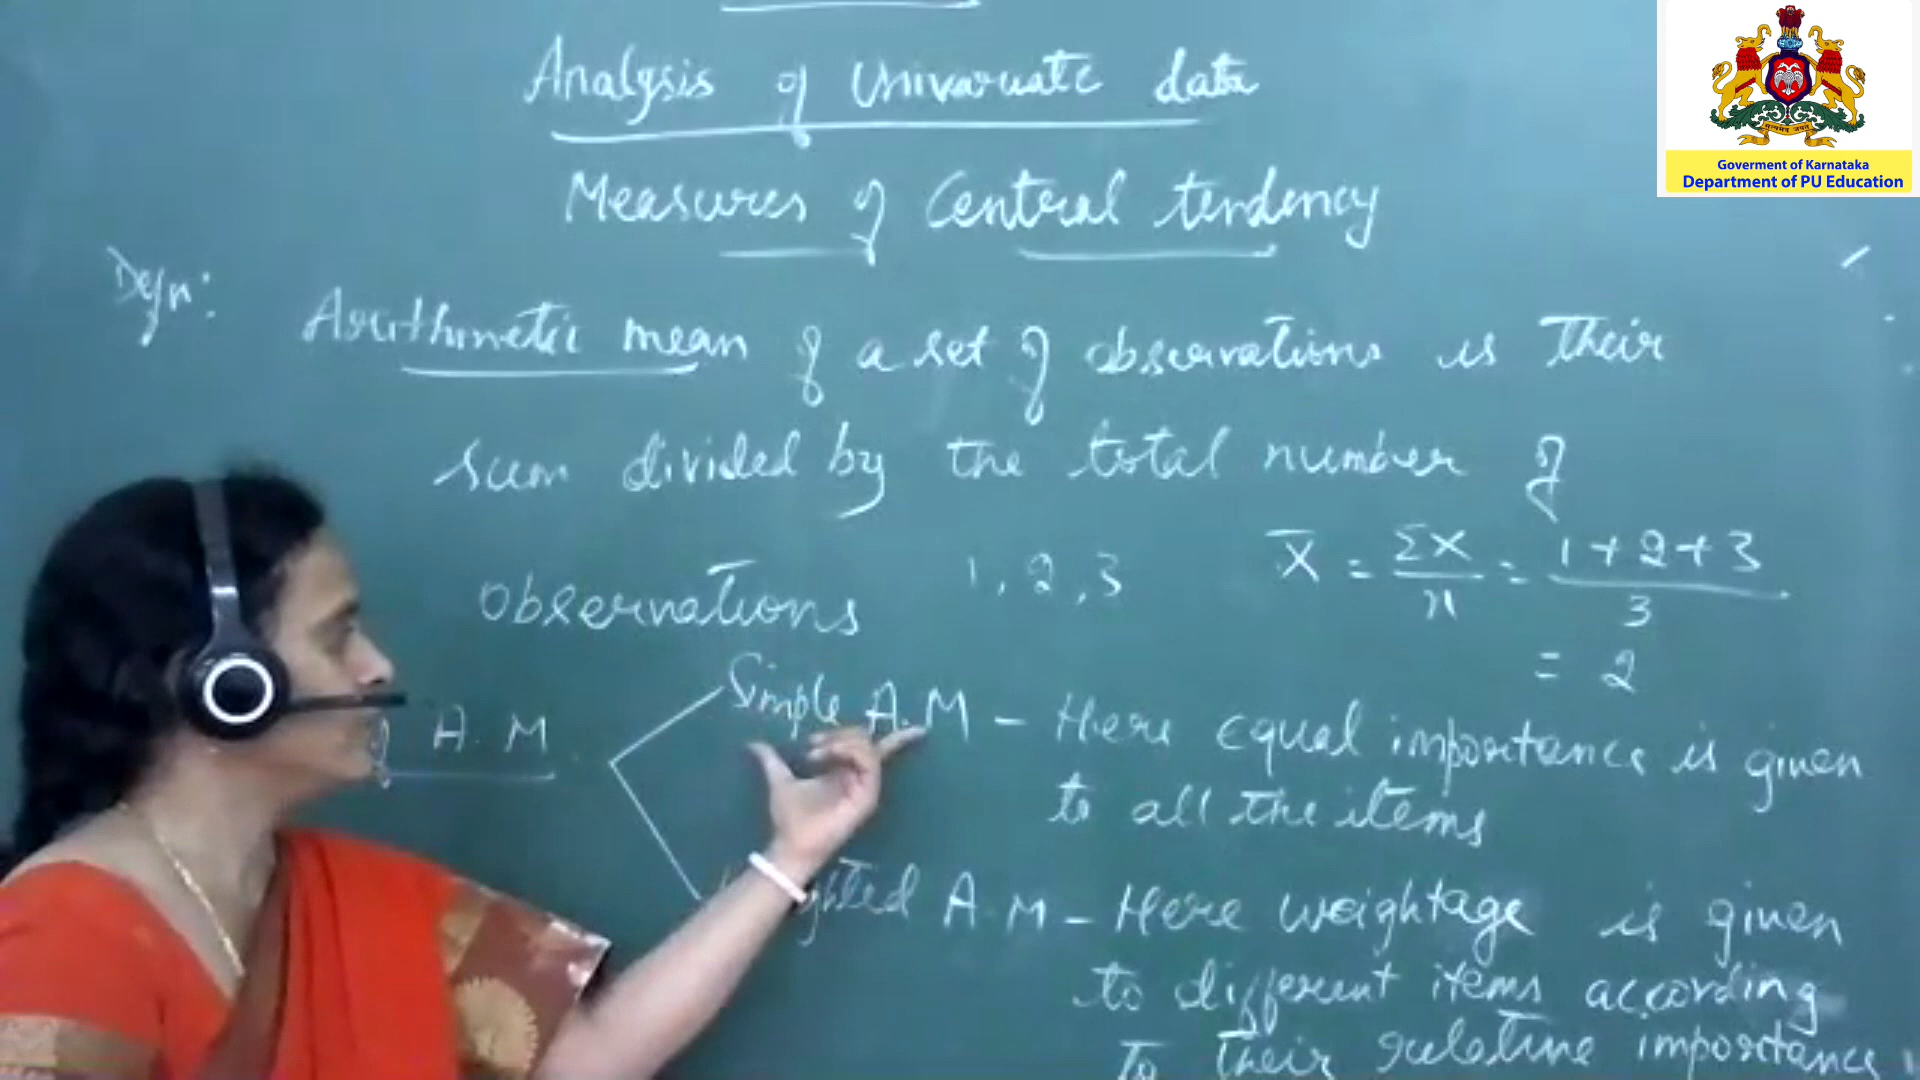 Analysis of Univariate data
Measures of Central tendency
Defn:
Arithmetic mean of a set of observations is their
sum divided by the total number of
observations
1, 2, 3
X̄ = ΣX/n = 1+2+3/3
= 2
of A.M
Simple A.M - Here equal importance is given
to all the items
A.M - Here weightage is given
to different items according
to their relative importance
Goverment of Karnataka
Department of PU Education